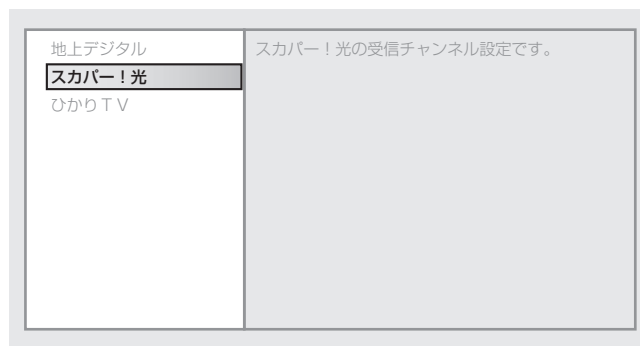 地上デジタル
スカパー！光
ひかりＴＶ
スカパー！光の受信チャンネル設定です。